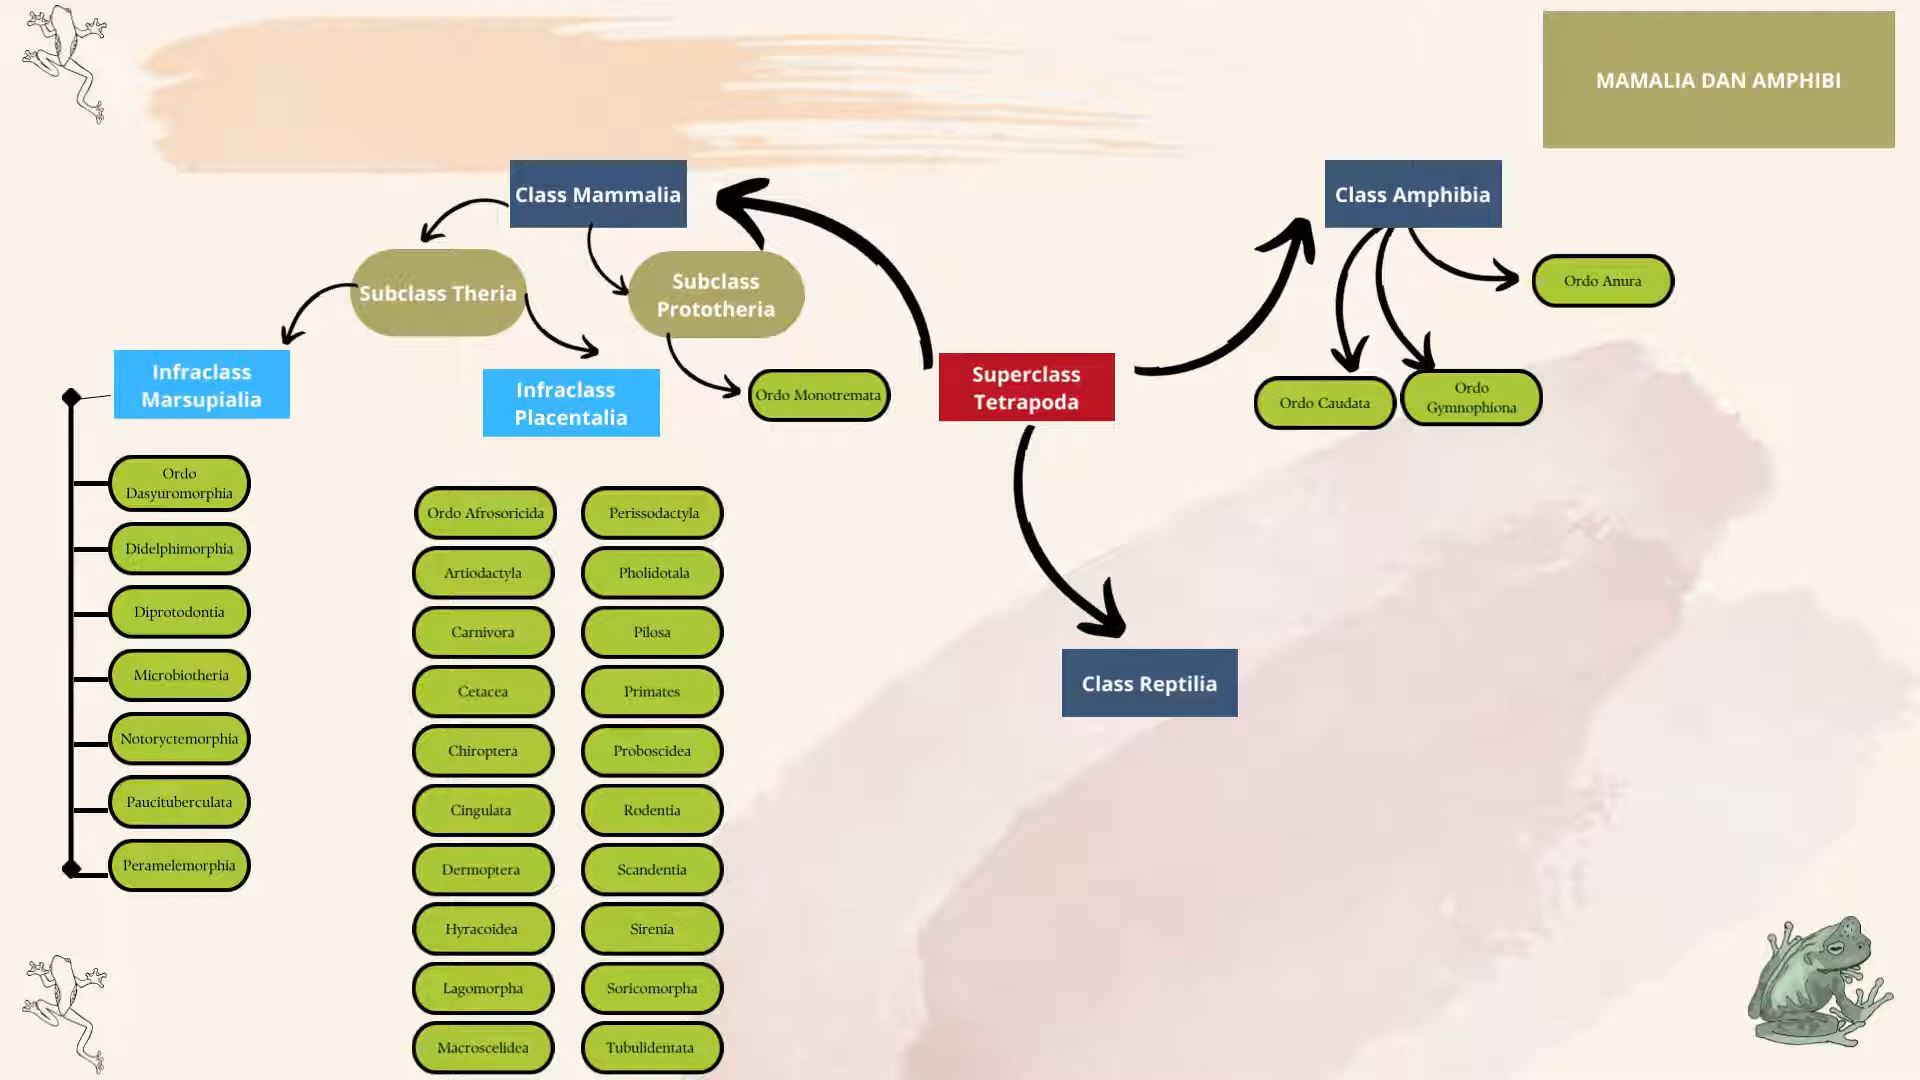 MAMALIA DAN AMPHIBI
Class Mammalia
Class Amphibia
Subclass Theria
Subclass
Prototheria
Ordo Anura
Infraclass
Marsupialia
Infraclass
Placentalia
Ordo Monotremata
Superclass
Tetrapoda
Ordo Caudata
Ordo
Gymnophiona
Ordo
Dasyuromorphia
Didelphimorphia
Diprotodontia
Microbiotheria
Notoryctemorphia
Paucituberculata
Peramelemorphia
Ordo Afrosoricida
Artiodactyla
Carnivora
Cetacea
Chiroptera
Cingulata
Dermoptera
Hyracoidea
Lagomorpha
Macroscelidea
Perissodactyla
Pholidotala
Pilosa
Primates
Proboscidea
Rodentia
Scandentia
Sirenia
Soricomorpha
Tubulidentata
Class Reptilia